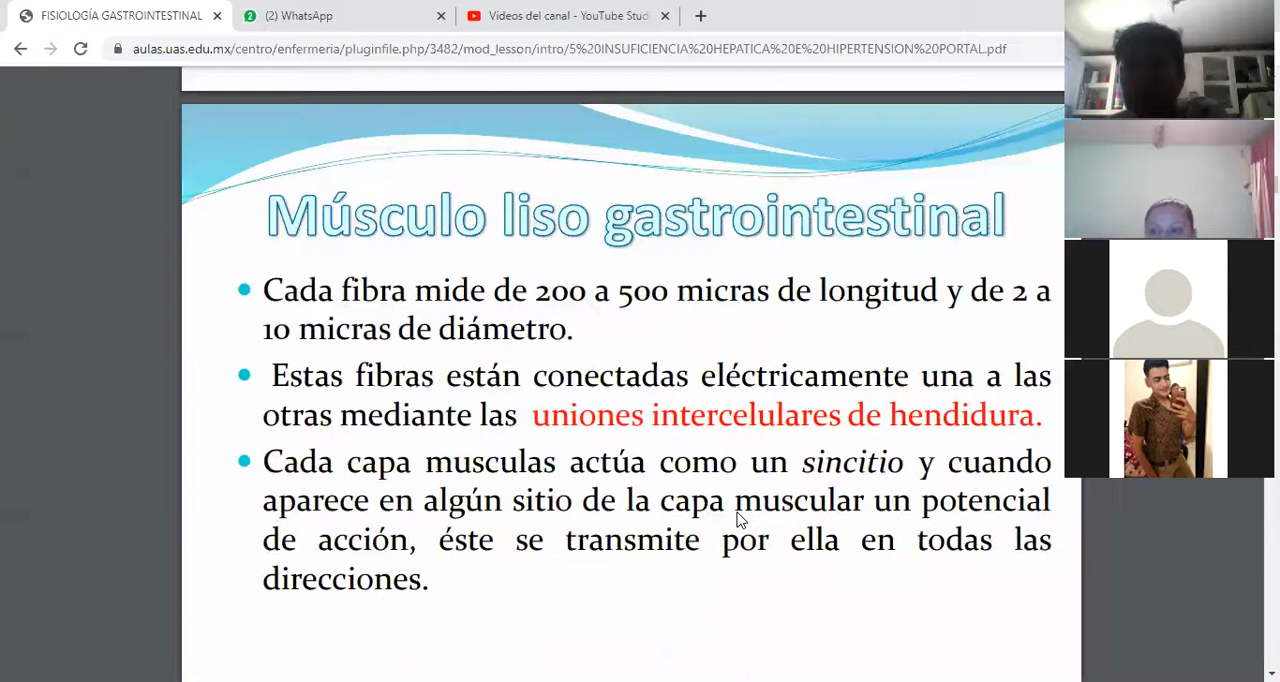 FISIOLOGÍA GASTROINTESTINAL
(2) WhatsApp
Vídeos del canal - YouTube Stud
aulas.uas.edu.mx/centro/enfermeria/pluginfile.php/3482/mod_lesson/intro/5%20INSUFICIENCIA%20HEPATICA%20E%20HIPERTENSION%20PORTAL.pdf
Músculo liso gastrointestinal
Cada fibra mide de 200 a 500 micras de longitud y de 2 a
10 micras de diámetro.
Estas fibras están conectadas eléctricamente una a las
otras mediante las uniones intercelulares de hendidura.
Cada capa musculas actúa como un sincitio y cuando
aparece en algún sitio de la capa muscular un potencial
de acción, éste se transmite por ella en todas las
direcciones.